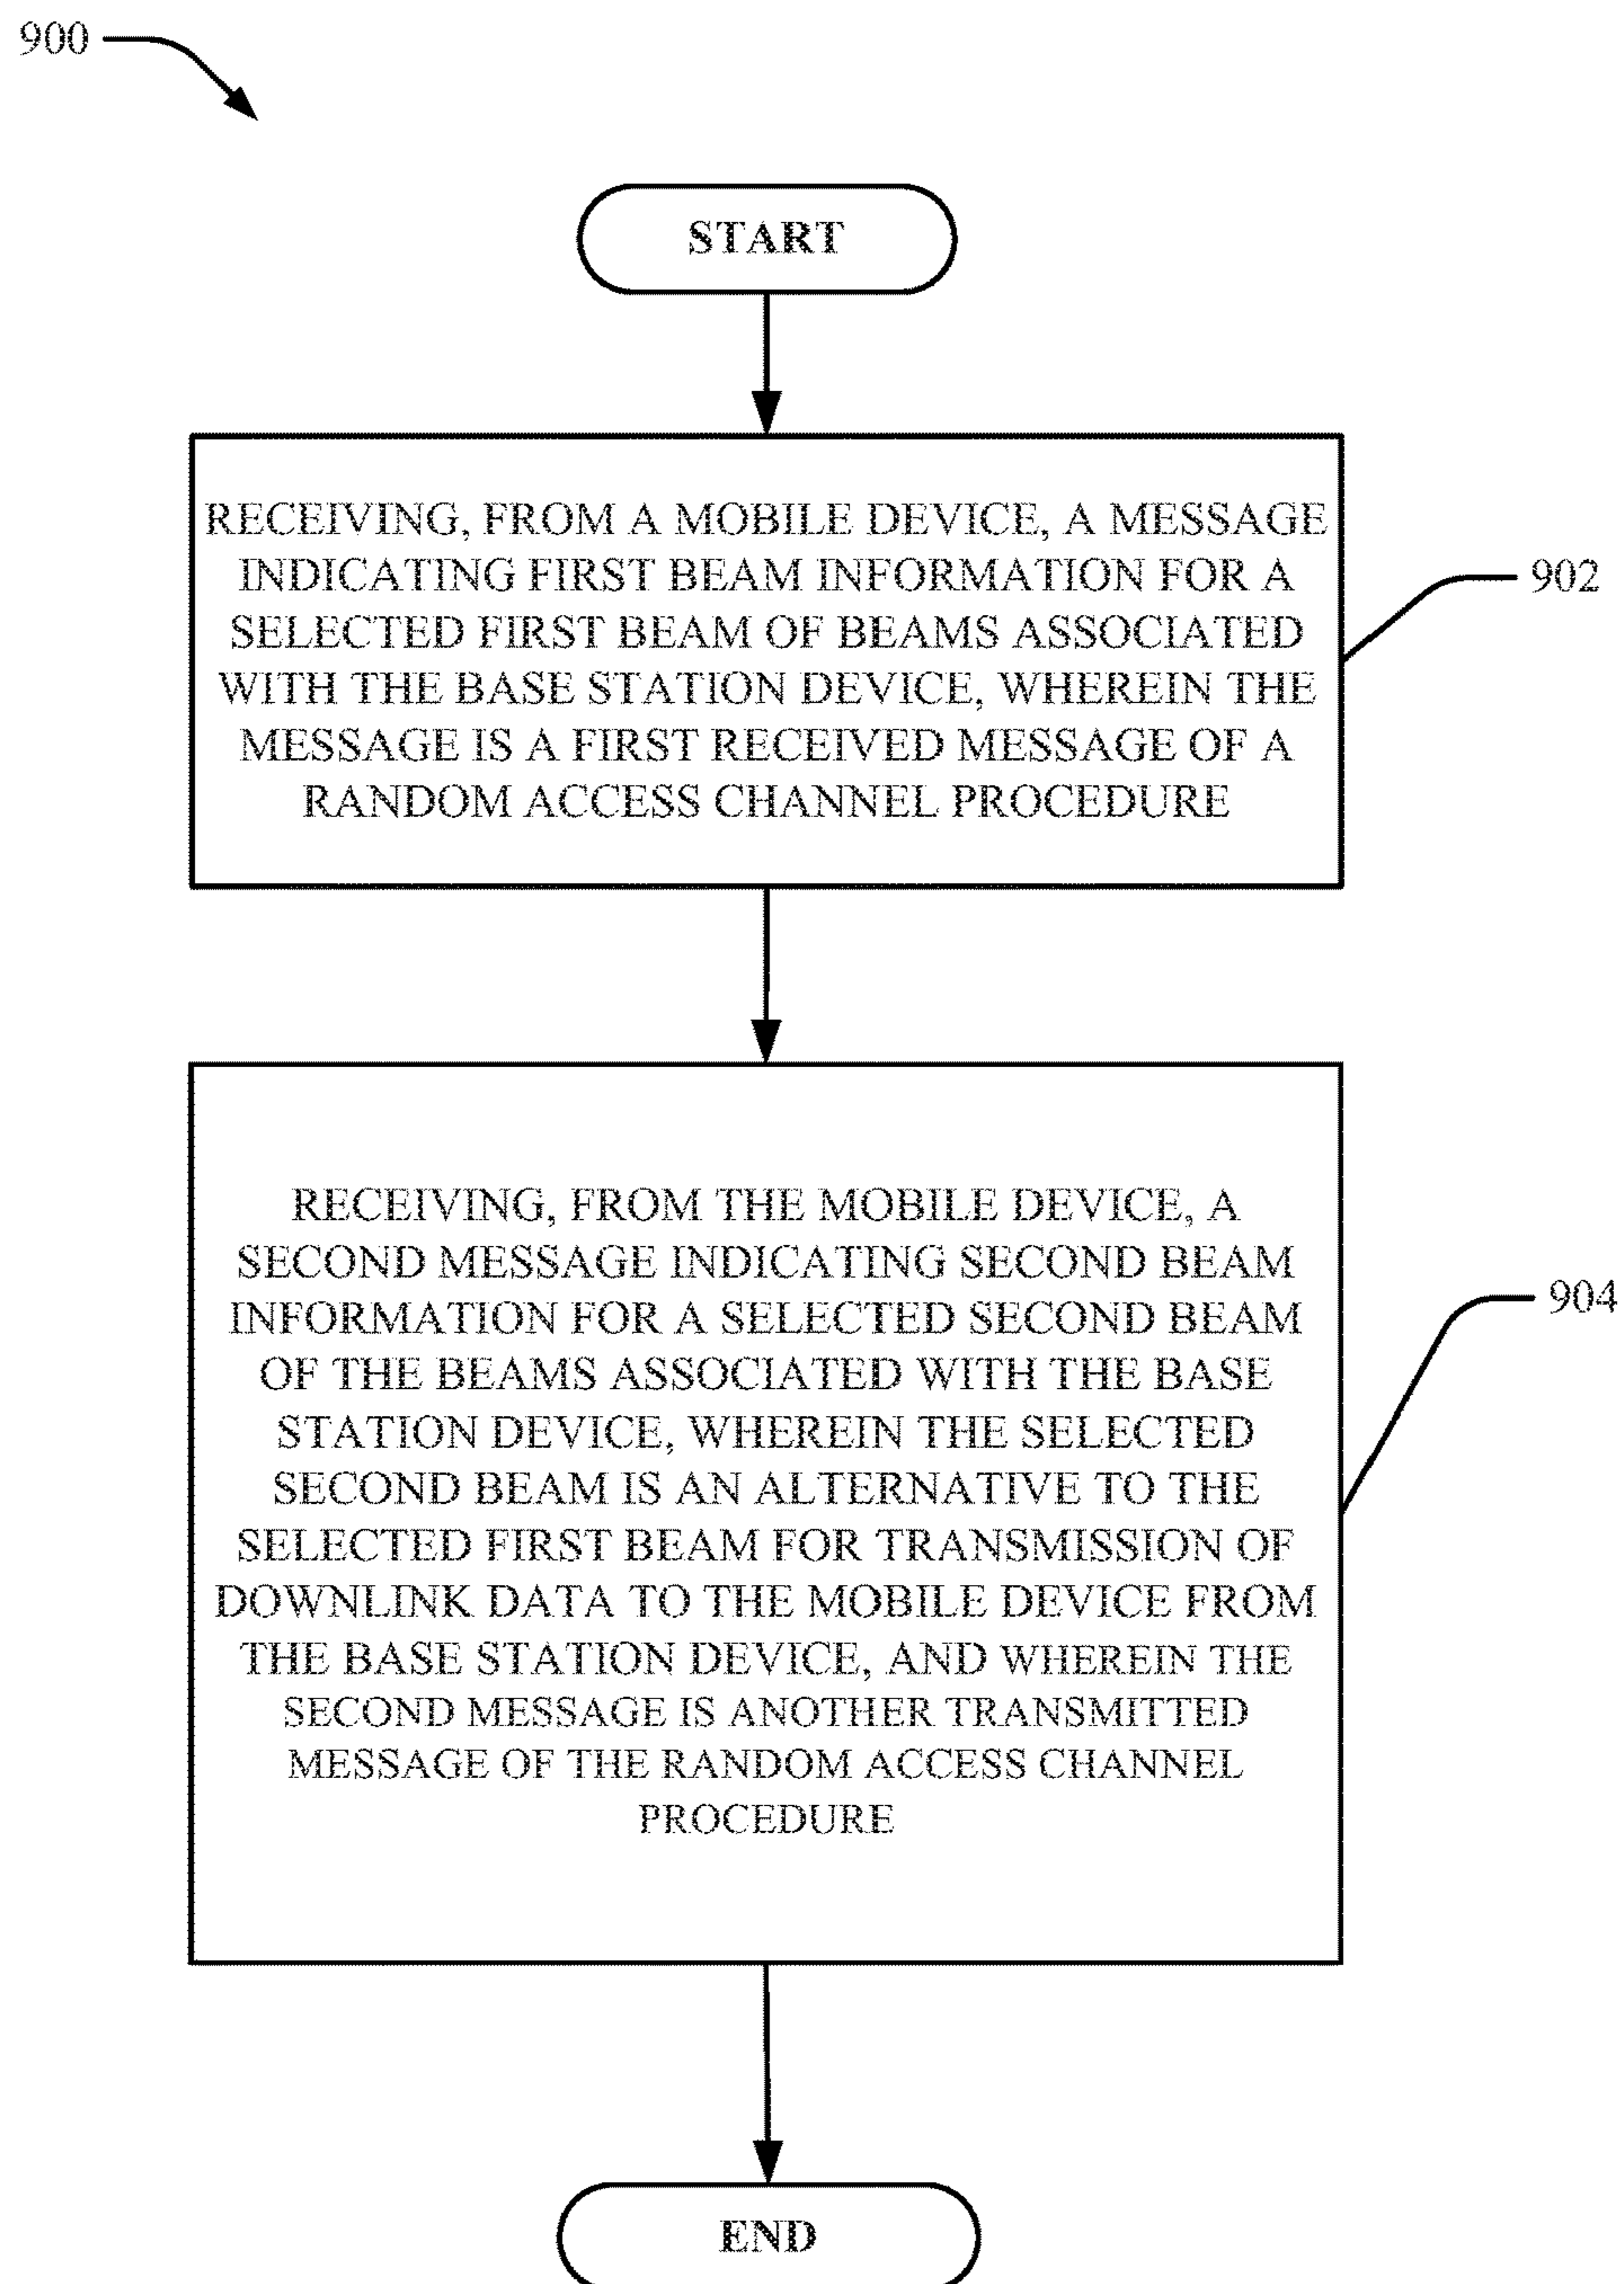 900
START
RECEIVING, FROM A MOBILE DEVICE, A MESSAGE
INDICATING FIRST BEAM INFORMATION FOR A
SELECTED FIRST BEAM OF BEAMS ASSOCIATED
WITH THE BASE STATION DEVICE, WHEREIN THE
MESSAGE IS A FIRST RECEIVED MESSAGE OF A
RANDOM ACCESS CHANNEL PROCEDURE
902
RECEIVING, FROM THE MOBILE DEVICE, A
SECOND MESSAGE INDICATING SECOND BEAM
INFORMATION FOR A SELECTED SECOND BEAM
OF THE BEAMS ASSOCIATED WITH THE BASE
STATION DEVICE, WHEREIN THE SELECTED
SECOND BEAM IS AN ALTERNATIVE TO THE
SELECTED FIRST BEAM FOR TRANSMISSION OF
DOWNLINK DATA TO THE MOBILE DEVICE FROM
THE BASE STATION DEVICE, AND WHEREIN THE
SECOND MESSAGE IS ANOTHER TRANSMITTED
MESSAGE OF THE RANDOM ACCESS CHANNEL
PROCEDURE
904
END